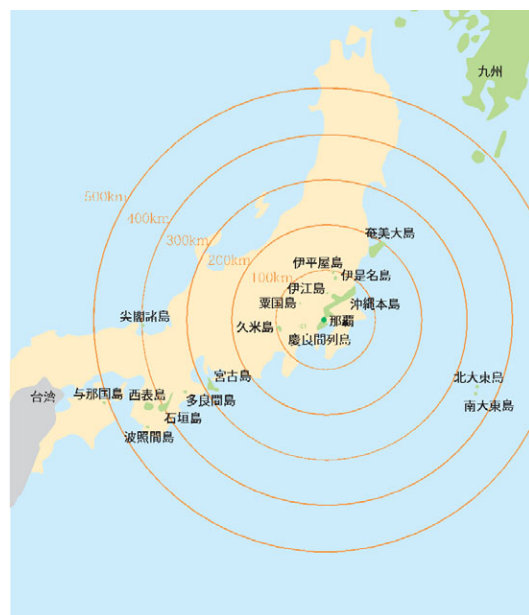 九州
500km
400km
300km
200km
100km
奄美大島
伊平屋島
伊是名島
伊江島
粟国島
沖縄本島
尖閣諸島
久米島
那覇
慶良間列島
宮古島
北大東島
台湾
与那国島
西表島
多良間島
南大東島
石垣島
波照間島